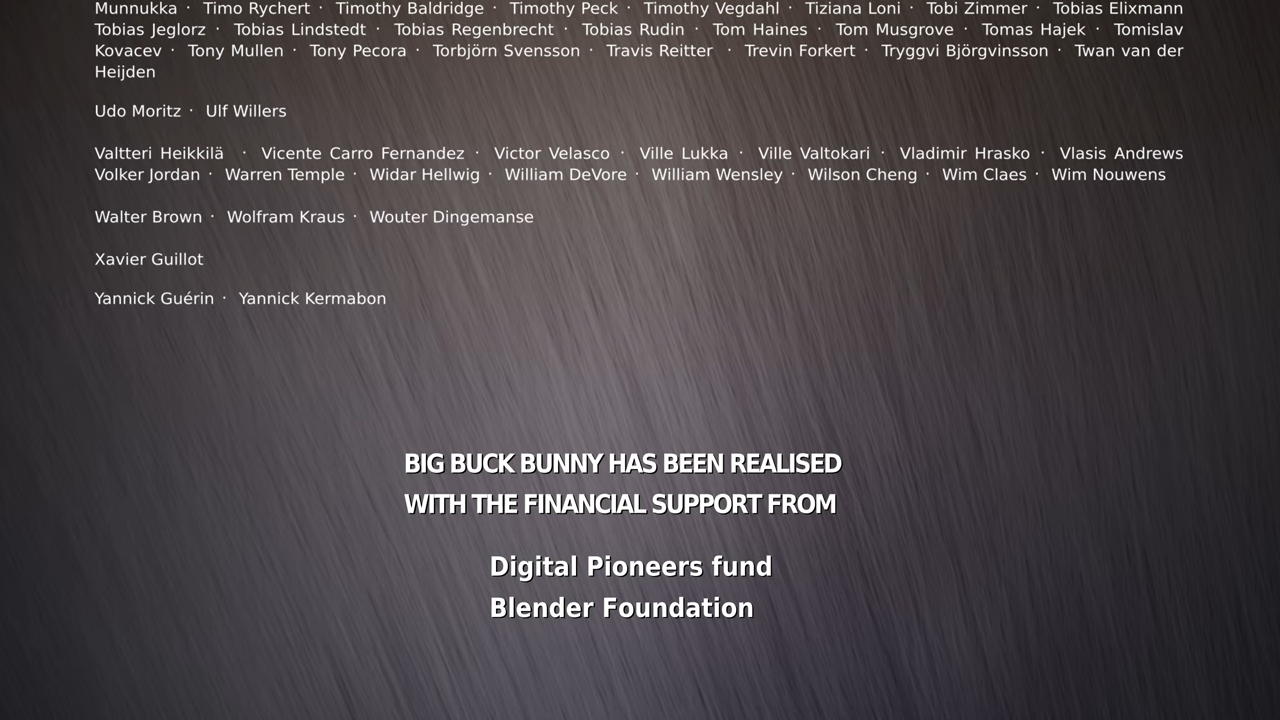 Munnukka · Timo Rychert · Timothy Baldridge · Timothy Peck · Timothy Vegdahl · Tiziana Loni · Tobi Zimmer · Tobias Elixmann
Tobias Jeglorz · Tobias Lindstedt · Tobias Regenbrecht · Tobias Rudin · Tom Haines · Tom Musgrove · Tomas Hajek · Tomislav
Kovacev · Tony Mullen · Tony Pecora · Torbjörn Svensson · Travis Reitter · Trevin Forkert · Tryggvi Björgvinsson · Twan van der
Heijden
Udo Moritz · Ulf Willers
Valtteri Heikkilä · Vicente Carro Fernandez · Victor Velasco · Ville Lukka · Ville Valtokari · Vladimir Hrasko · Vlasis Andrews
Volker Jordan · Warren Temple · Widar Hellwig · William DeVore · William Wensley · Wilson Cheng · Wim Claes · Wim Nouwens
Walter Brown · Wolfram Kraus · Wouter Dingemanse
Xavier Guillot
Yannick Guérin · Yannick Kermabon
BIG BUCK BUNNY HAS BEEN REALISED
WITH THE FINANCIAL SUPPORT FROM
Digital Pioneers fund
Blender Foundation